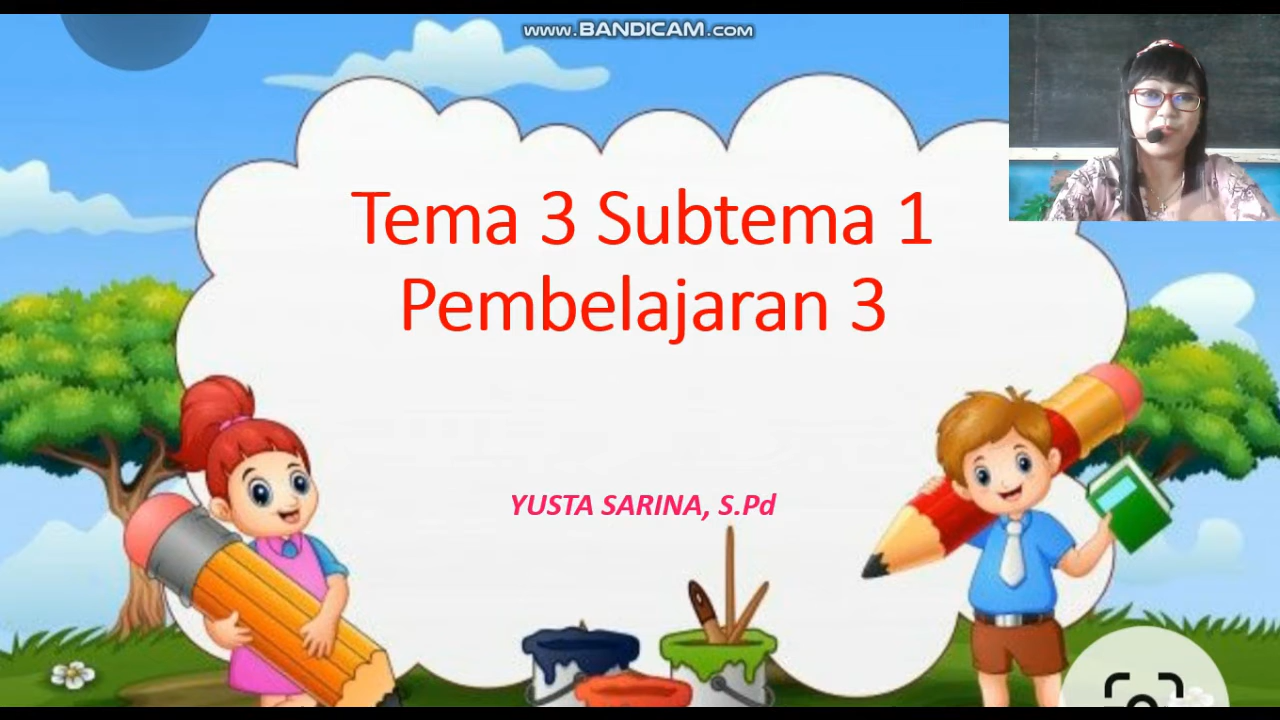 WWW.BANDICAM.COM
Tema 3 Subtema 1
Pembelajaran 3
YUSTA SARINA, S.Pd